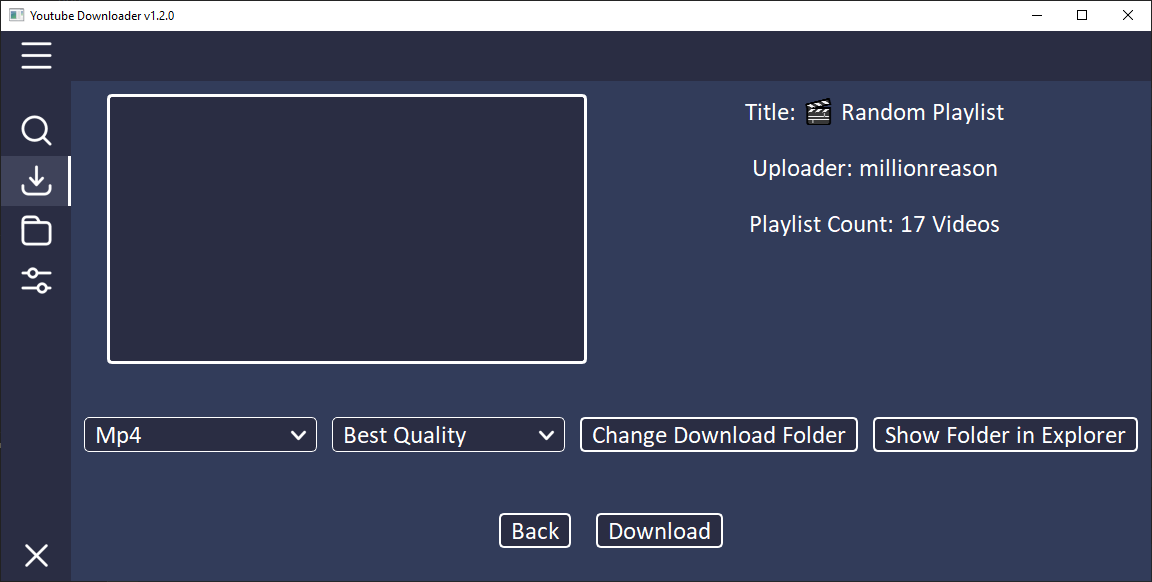 Youtube Downloader v1.2.0
Title: 🎬 Random Playlist
Uploader: millionreason
Playlist Count: 17 Videos
Mp4
Best Quality
Change Download Folder
Show Folder in Explorer
Back
Download